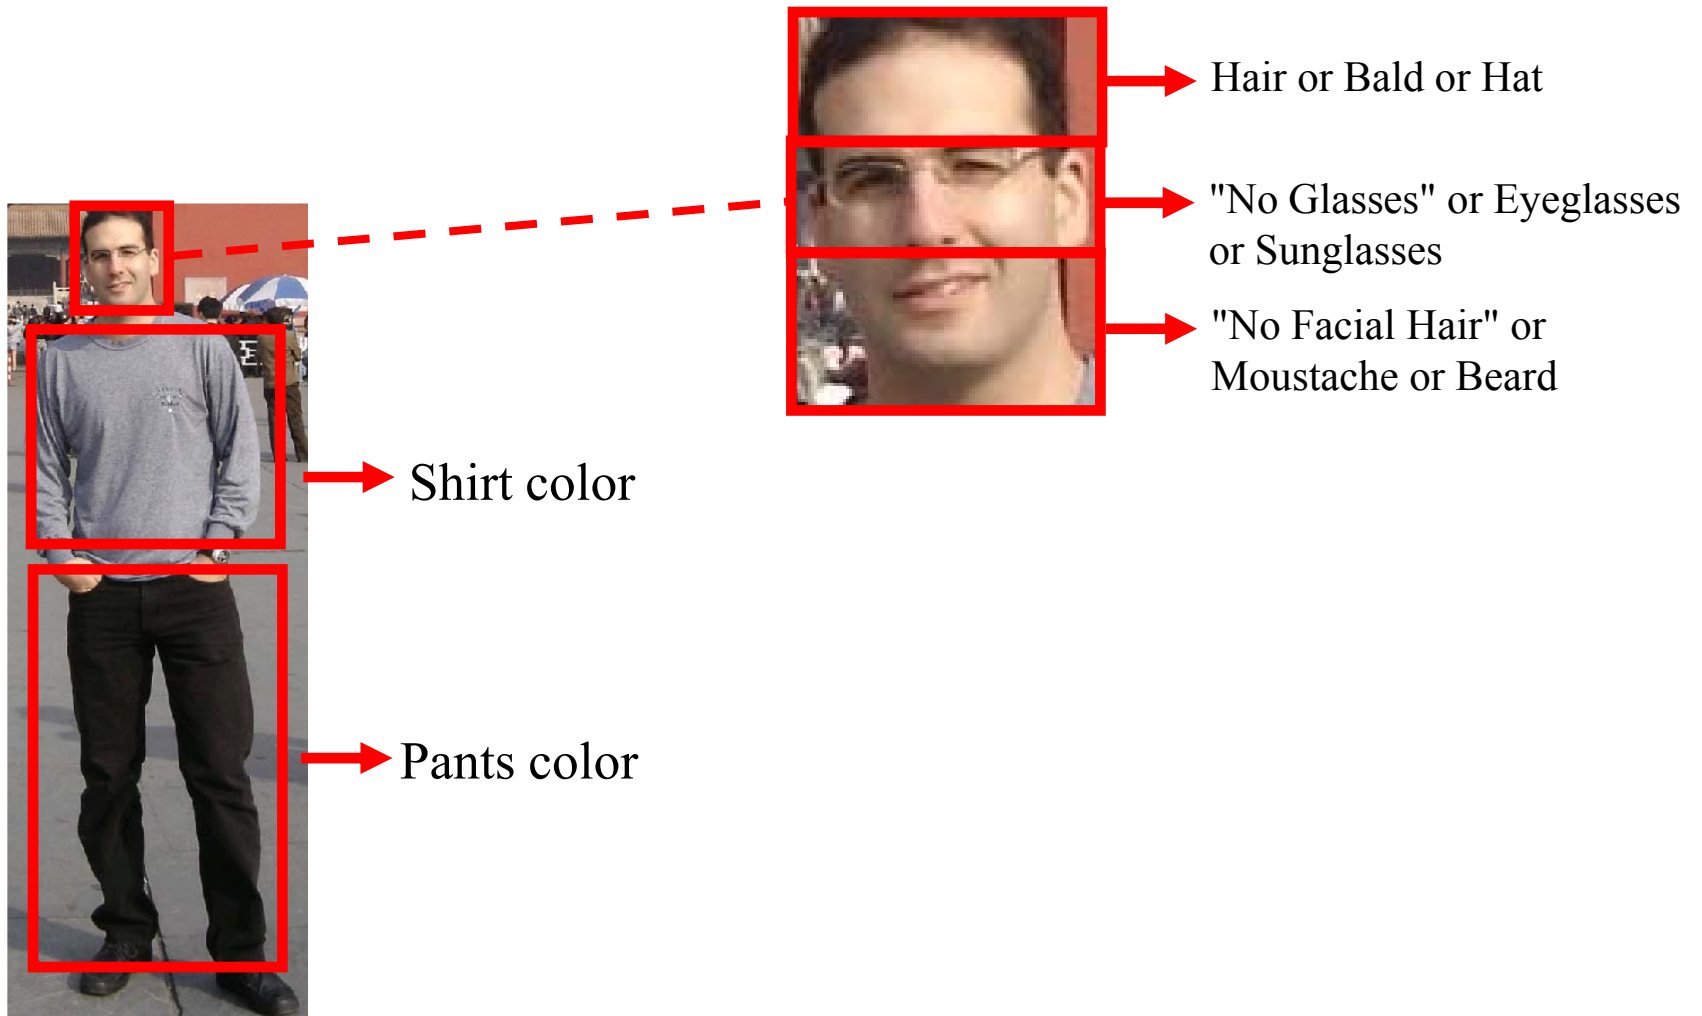 Hair or Bald or Hat
"No Glasses" or Eyeglasses
or Sunglasses
"No Facial Hair" or
Moustache or Beard
Shirt color
Pants color